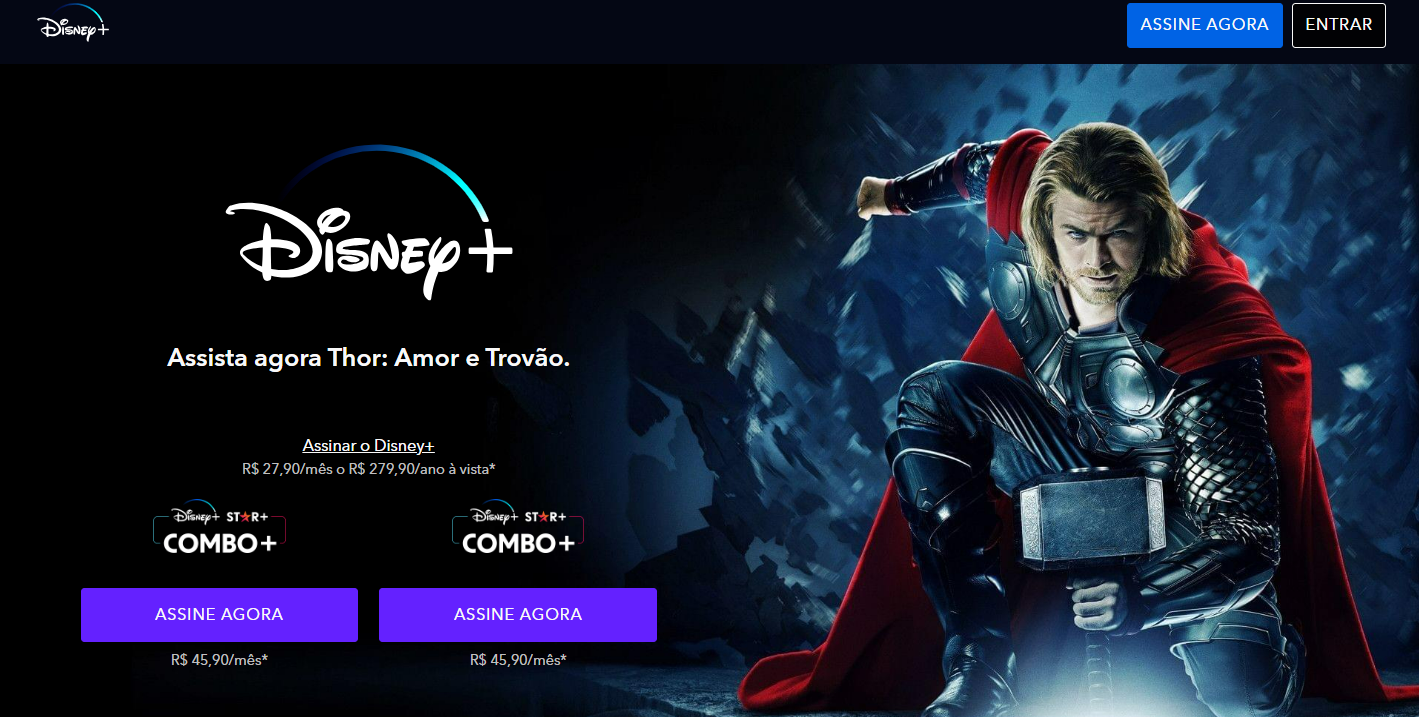 Disney+
ASSINE AGORA
ENTRAR
Disney+
Assista agora Thor: Amor e Trovão.
Assinar o Disney+
R$ 27,90/mês o R$ 279,90/ano à vista*
Disney+ STAR+
COMBO+
Disney+ STAR+
COMBO+
ASSINE AGORA
ASSINE AGORA
R$ 45,90/mês*
R$ 45,90/mês*